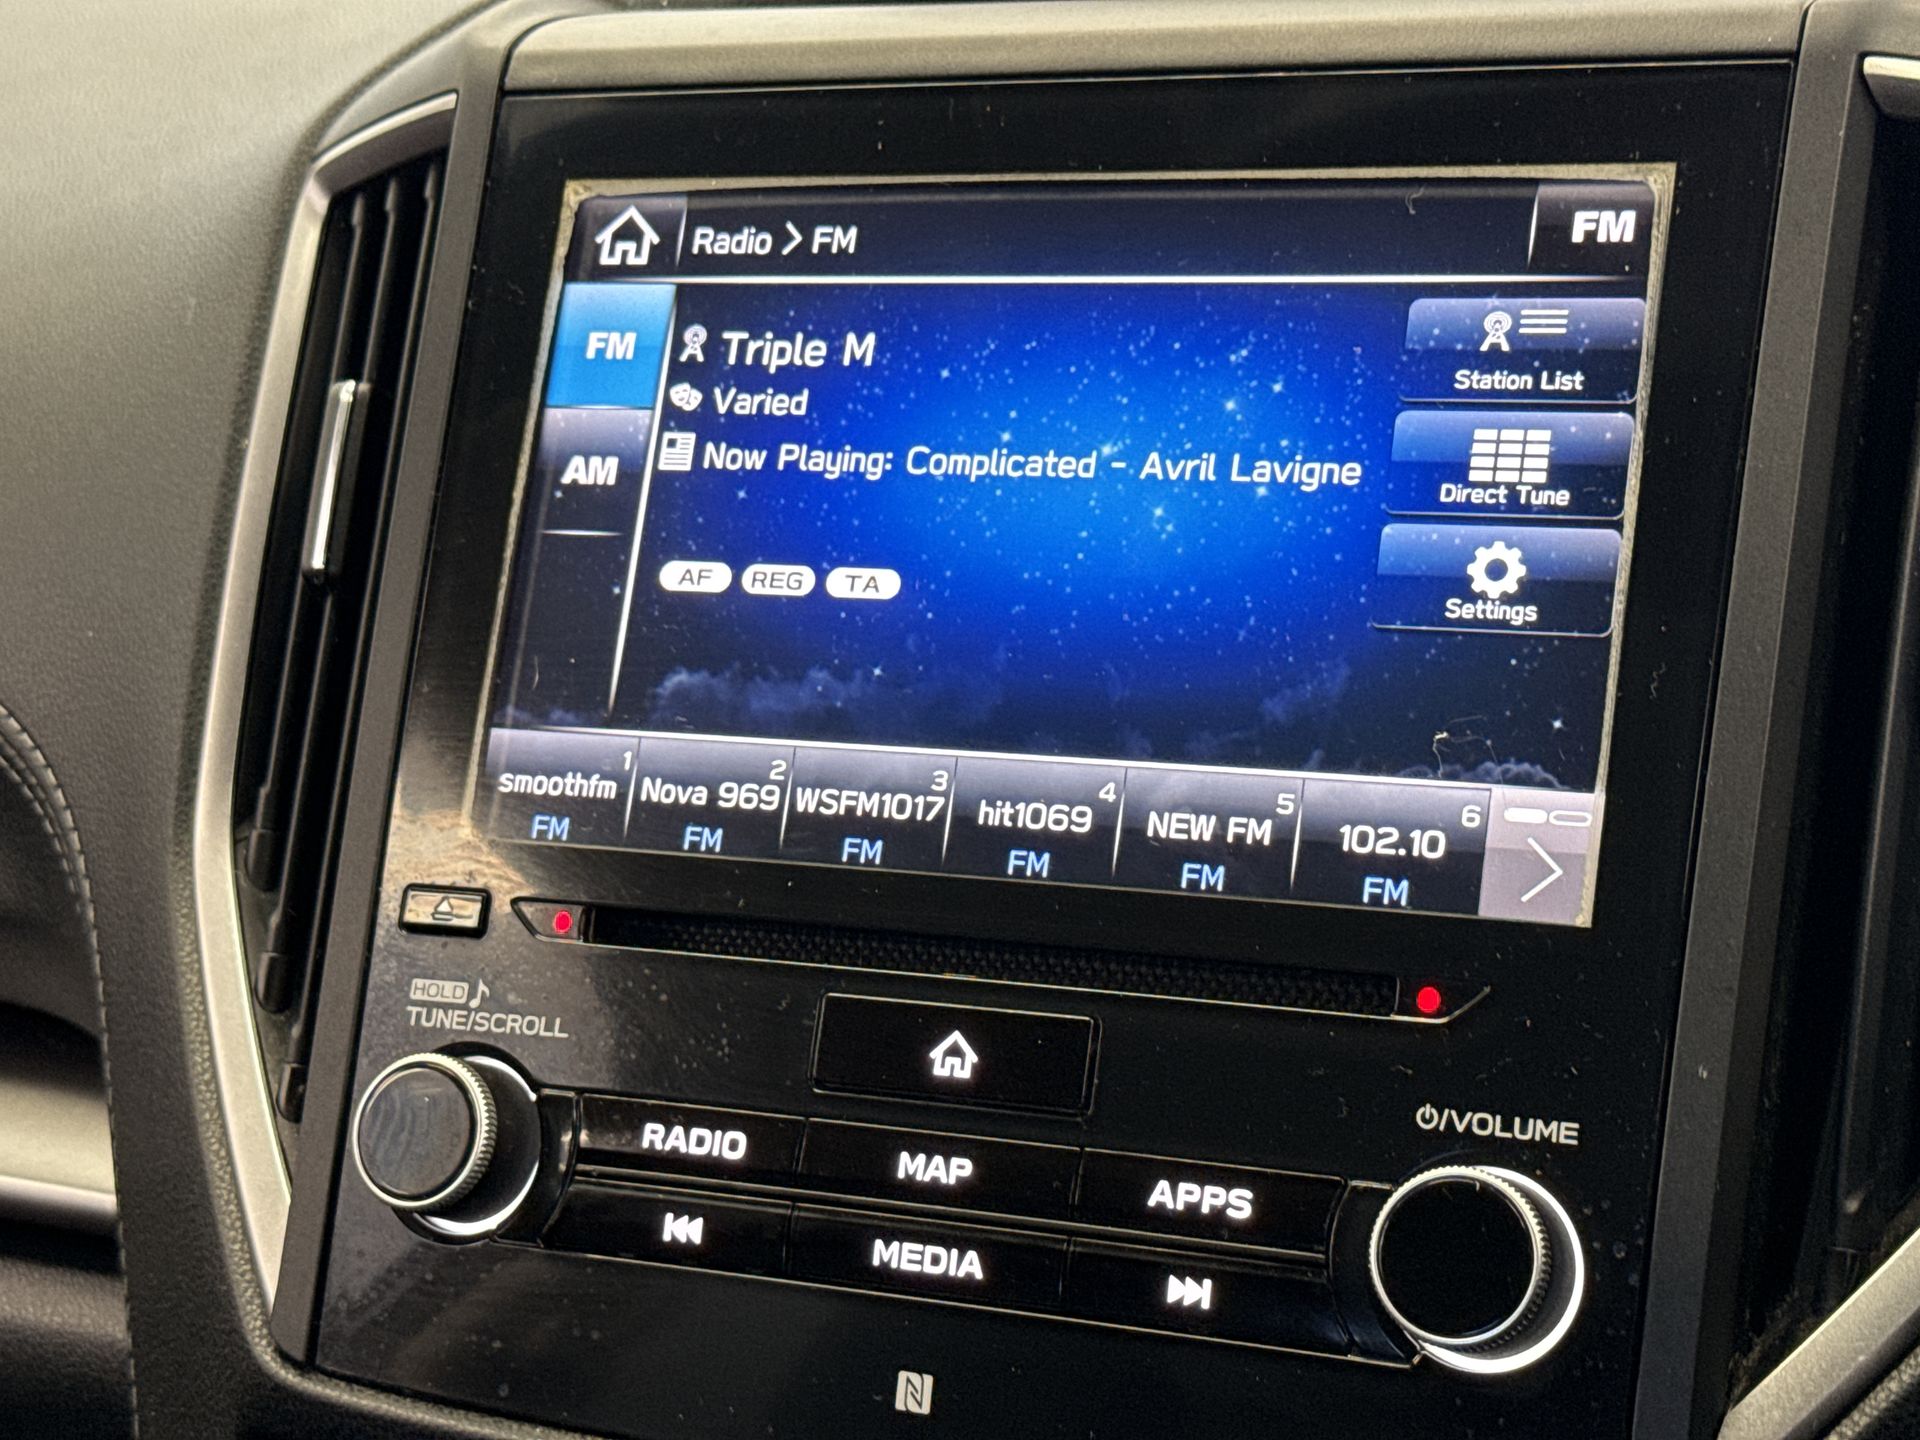 Radio > FM
FM
FM
AM
Triple M
Varied
Now Playing: Complicated - Avril Lavigne
AF REG TA
Station List
Direct Tune
Settings
1
smoothfm
FM
2
Nova 969
FM
3
WSFM1017
FM
4
hit1069
FM
5
NEW FM
FM
6
102.10
FM
HOLD
TUNE/SCROLL
/VOLUME
RADIO
MAP
APPS
MEDIA
N